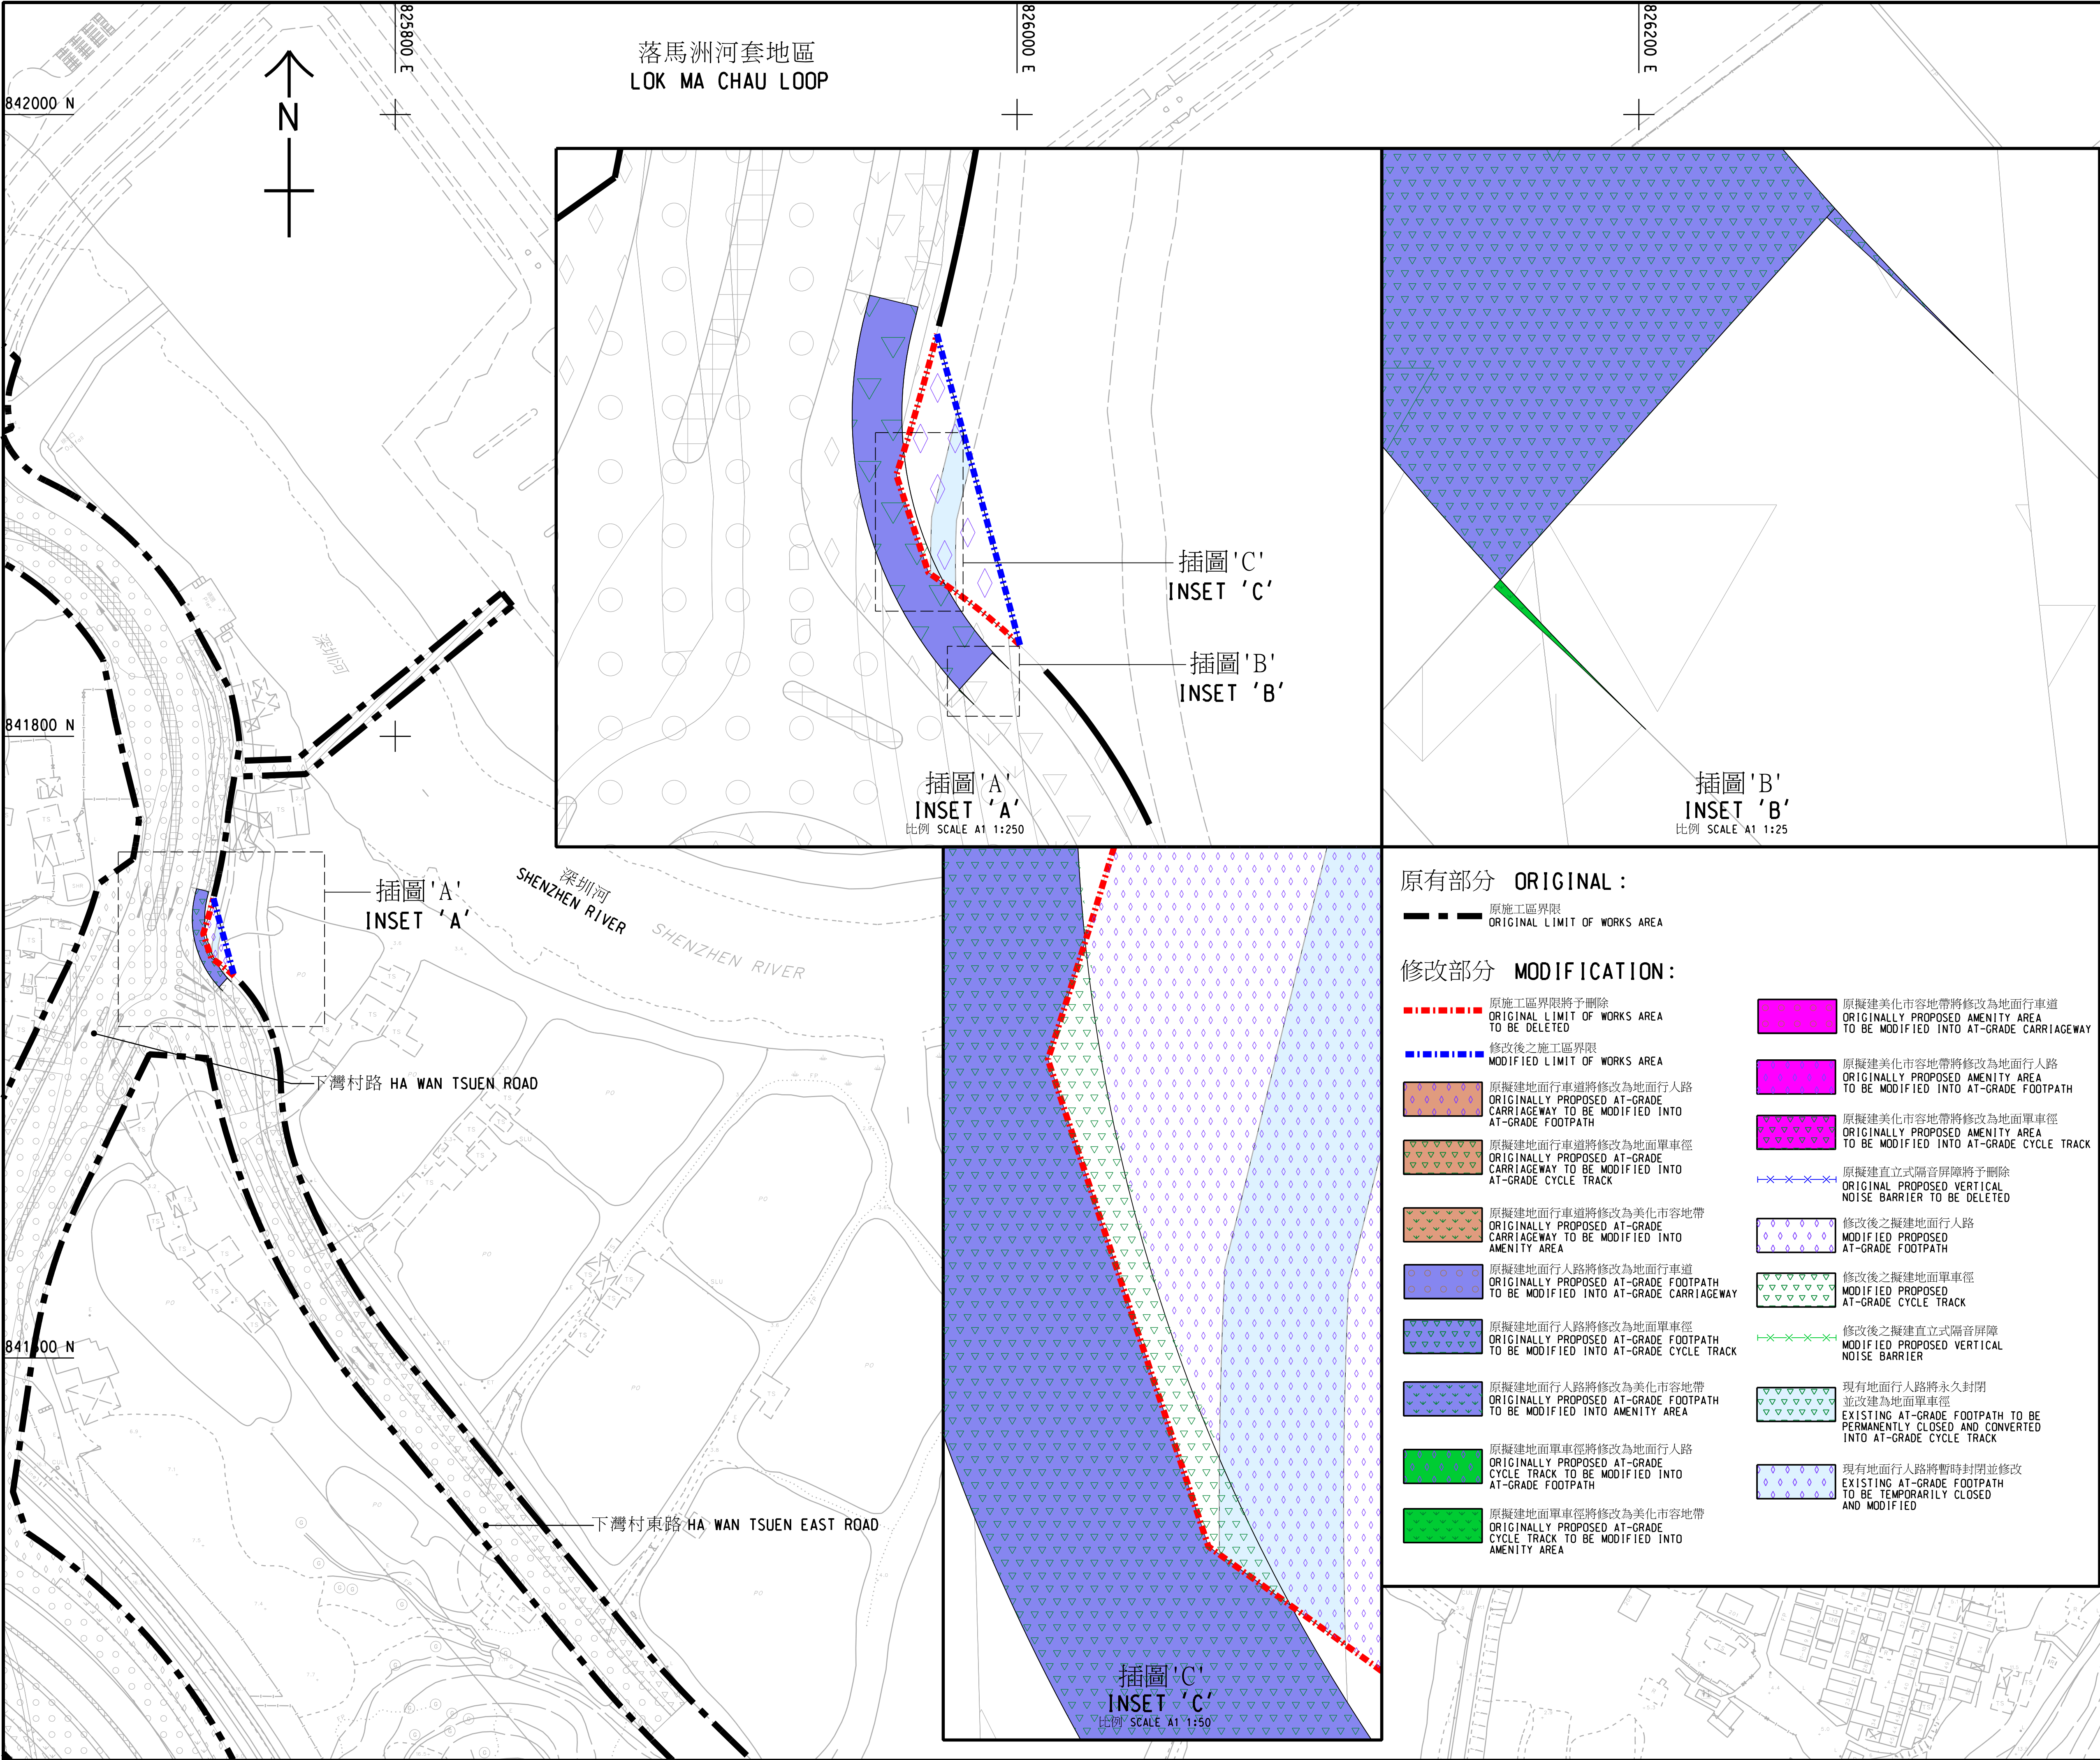 825800 E
826000 E
826200 E
842000 N
841800 N
N
落馬洲河套地區
LOK MA CHAU LOOP
深圳河
插圖'C'
INSET 'C'
插圖'B'
INSET 'B'
插圖'A'
INSET 'A'
比例 SCALE A1 1:250
插圖'B'
INSET 'B'
比例 SCALE A1 1:25
插圖'A'
INSET 'A'
深圳河
SHENZHEN RIVER
SHENZHEN RIVER
下灣村路 HA WAN TSUEN ROAD
下灣村東路 HA WAN TSUEN EAST ROAD
插圖'C'
INSET 'C'
比例 SCALE A1 1:50
原有部分 ORIGINAL:
原施工區界限
ORIGINAL LIMIT OF WORKS AREA
修改部分 MODIFICATION:
原施工區界限將予刪除
ORIGINAL LIMIT OF WORKS AREA
TO BE DELETED
修改後之施工區界限
MODIFIED LIMIT OF WORKS AREA
原擬建地面行車道將修改為地面行人路
ORIGINALLY PROPOSED AT-GRADE
CARRIAGEWAY TO BE MODIFIED INTO
AT-GRADE FOOTPATH
原擬建地面行車道將修改為地面單車徑
ORIGINALLY PROPOSED AT-GRADE
CARRIAGEWAY TO BE MODIFIED INTO
AT-GRADE CYCLE TRACK
原擬建地面行車道將修改為美化市容地帶
ORIGINALLY PROPOSED AT-GRADE
CARRIAGEWAY TO BE MODIFIED INTO
AMENITY AREA
原擬建地面行人路將修改為地面行車道
ORIGINALLY PROPOSED AT-GRADE FOOTPATH
TO BE MODIFIED INTO AT-GRADE CARRIAGEWAY
原擬建地面行人路將修改為地面單車徑
ORIGINALLY PROPOSED AT-GRADE FOOTPATH
TO BE MODIFIED INTO AT-GRADE CYCLE TRACK
原擬建地面行人路將修改為美化市容地帶
ORIGINALLY PROPOSED AT-GRADE FOOTPATH
TO BE MODIFIED INTO AMENITY AREA
原擬建地面單車徑將修改為地面行人路
ORIGINALLY PROPOSED AT-GRADE
CYCLE TRACK TO BE MODIFIED INTO
AT-GRADE FOOTPATH
原擬建地面單車徑將修改為美化市容地帶
ORIGINALLY PROPOSED AT-GRADE
CYCLE TRACK TO BE MODIFIED INTO
AMENITY AREA
原擬建美化市容地帶將修改為地面行車道
ORIGINALLY PROPOSED AMENITY AREA
TO BE MODIFIED INTO AT-GRADE CARRIAGEWAY
原擬建美化市容地帶將修改為地面行人路
ORIGINALLY PROPOSED AMENITY AREA
TO BE MODIFIED INTO AT-GRADE FOOTPATH
原擬建美化市容地帶將修改為地面單車徑
ORIGINALLY PROPOSED AMENITY AREA
TO BE MODIFIED INTO AT-GRADE CYCLE TRACK
原擬建直立式隔音屏障將予刪除
ORIGINAL PROPOSED VERTICAL
NOISE BARRIER TO BE DELETED
修改後之擬建地面行人路
MODIFIED PROPOSED
AT-GRADE FOOTPATH
修改後之擬建地面單車徑
MODIFIED PROPOSED
AT-GRADE CYCLE TRACK
修改後之擬建直立式隔音屏障
MODIFIED PROPOSED VERTICAL
NOISE BARRIER
現有地面行人路將永久封閉
並改建為地面單車徑
EXISTING AT-GRADE FOOTPATH TO BE
PERMANENTLY CLOSED AND CONVERTED
INTO AT-GRADE CYCLE TRACK
現有地面行人路將暫時封閉並修改
EXISTING AT-GRADE FOOTPATH
TO BE TEMPORARILY CLOSED
AND MODIFIED